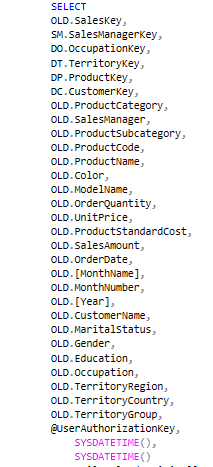 SELECT
OLD.SalesKey,
SM.SalesManagerKey,
DO.OccupationKey,
DT.TerritoryKey,
DP.ProductKey,
DC.CustomerKey,
OLD.ProductCategory,
OLD.SalesManager,
OLD.ProductSubcategory,
OLD.ProductCode,
OLD.ProductName,
OLD.Color,
OLD.ModelName,
OLD.OrderQuantity,
OLD.UnitPrice,
OLD.ProductStandardCost,
OLD.SalesAmount,
OLD.OrderDate,
OLD.[MonthName],
OLD.MonthNumber,
OLD.[Year],
OLD.CustomerName,
OLD.MaritalStatus,
OLD.Gender,
OLD.Education,
OLD.Occupation,
OLD.TerritoryRegion,
OLD.TerritoryCountry,
OLD.TerritoryGroup,
@UserAuthorizationKey,
SYSDATETIME(),
SYSDATETIME()